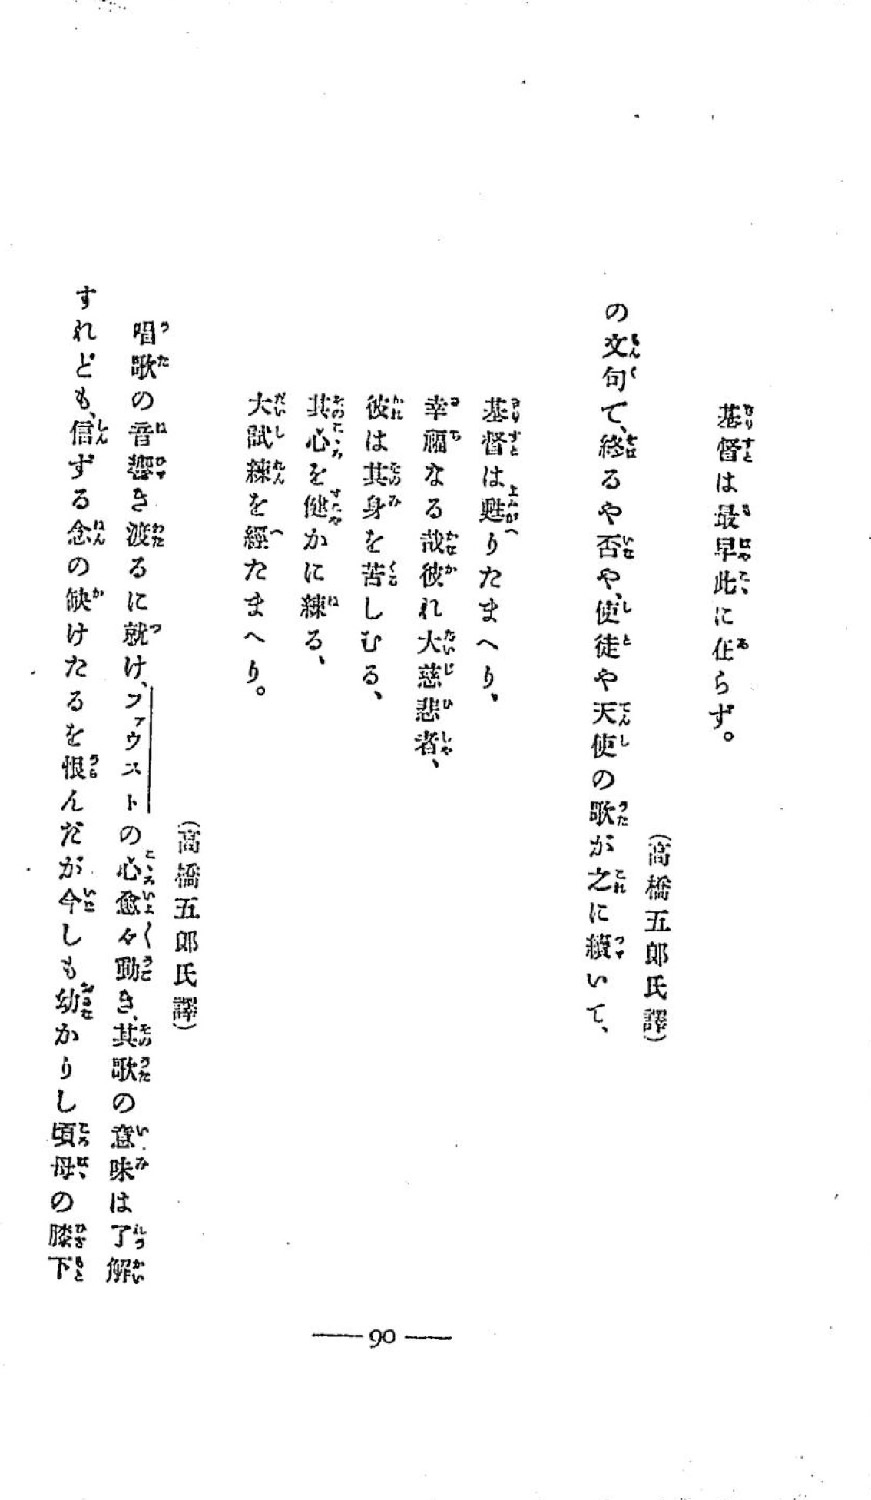 基督は最早此に在らず。
(高橋五郎氏譯)
の文句で、終るや否や、使徒や天使の歌が之に續いて、
基督は甦りたまへり、
幸福なる哉彼れ大慈悲者、
彼は其身を苦しむる、
其心を健かに練る、
大試練を經たまへり。
(高橋五郎氏譯)
唱歌の音響き渡るに就け、ファウストの心愈々動き、其歌の意味は了解
すれども、信ずる念の缺けたるを恨んだが今しも幼かりし頃母の膝下
—90—